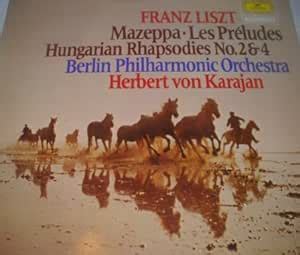 FRANZ LISZT
Mazeppa · Les Préludes
Hungarian Rhapsodies No.2&4
Berlin Philharmonic Orchestra
Herbert von Karajan